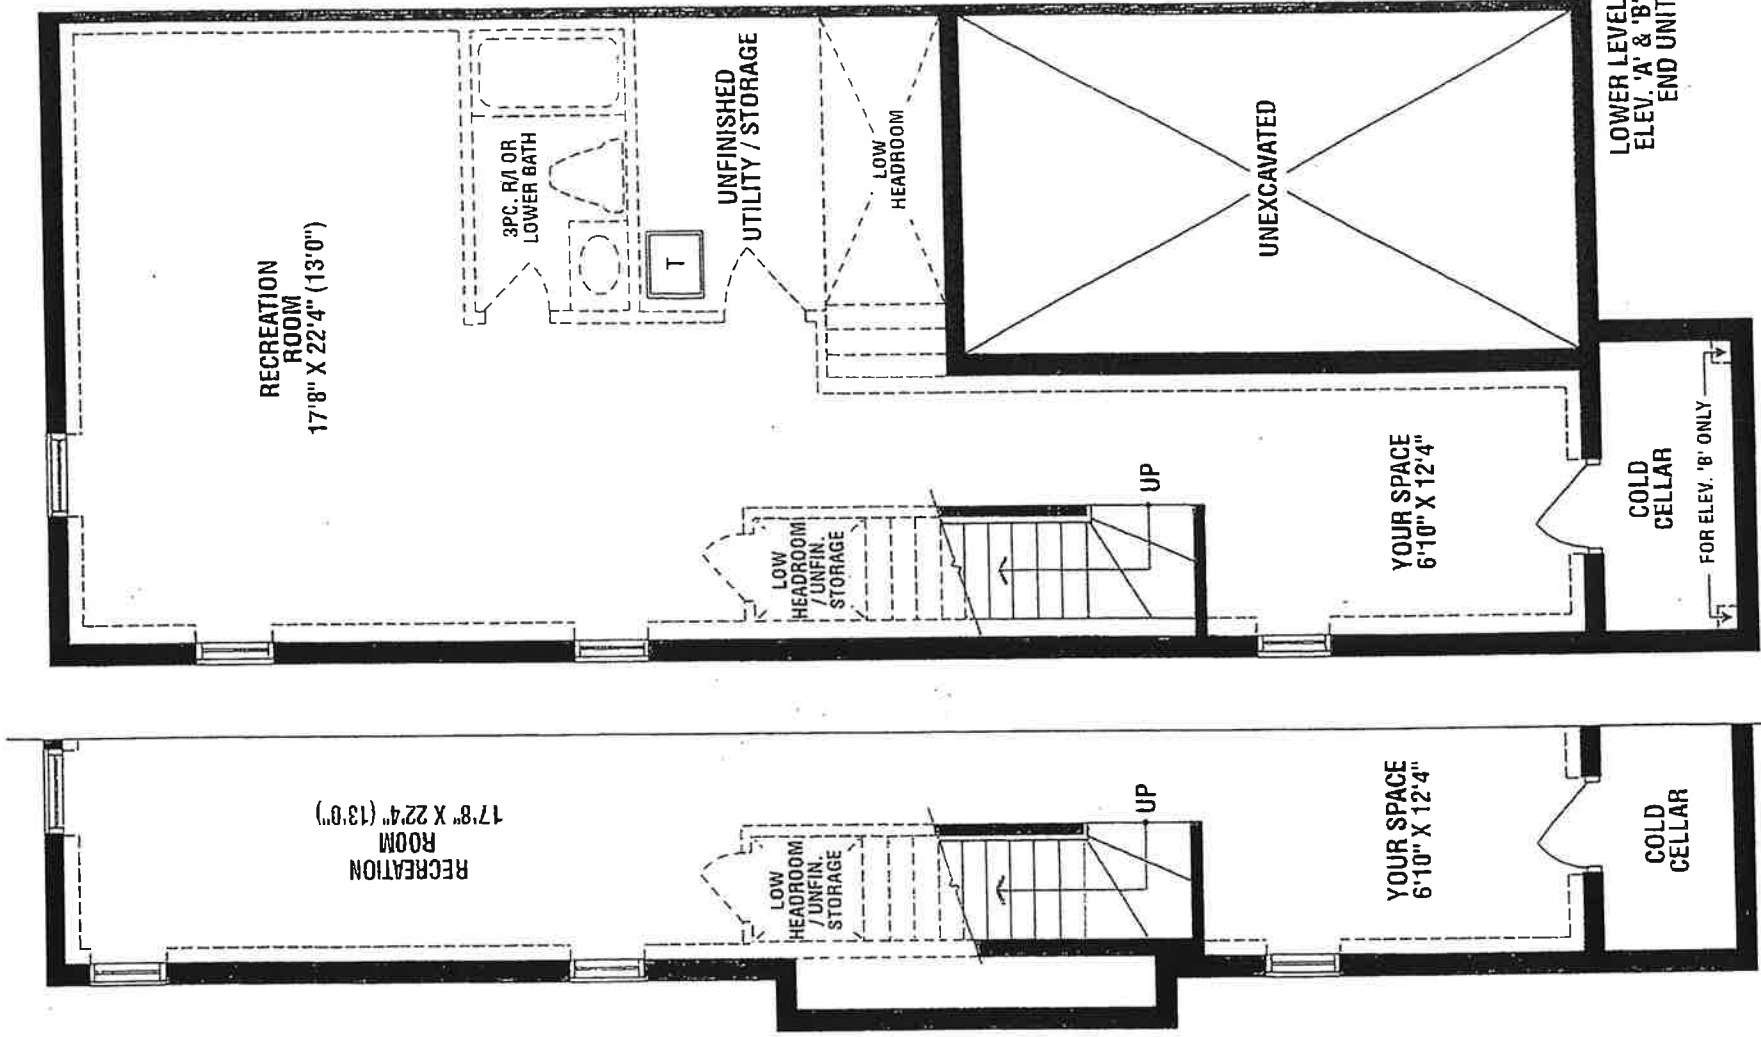 RECREATION
ROOM
17'8" X 22'4" (13'0")
3PC. R/I OR
LOWER BATH
UNFINISHED
UTILITY / STORAGE
T
LOW
HEADROOM
UNEXCAVATED
LOWER LEVEL
ELEV. 'A' & 'B'
END UNIT
LOW
HEADROOM
/ UNFIN.
STORAGE
UP
YOUR SPACE
6'10" X 12'4"
COLD
CELLAR
FOR ELEV. 'B' ONLY
RECREATION
ROOM
17'8" X 22'4" (13'0")
LOW
HEADROOM
/ UNFIN.
STORAGE
UP
YOUR SPACE
6'10" X 12'4"
COLD
CELLAR